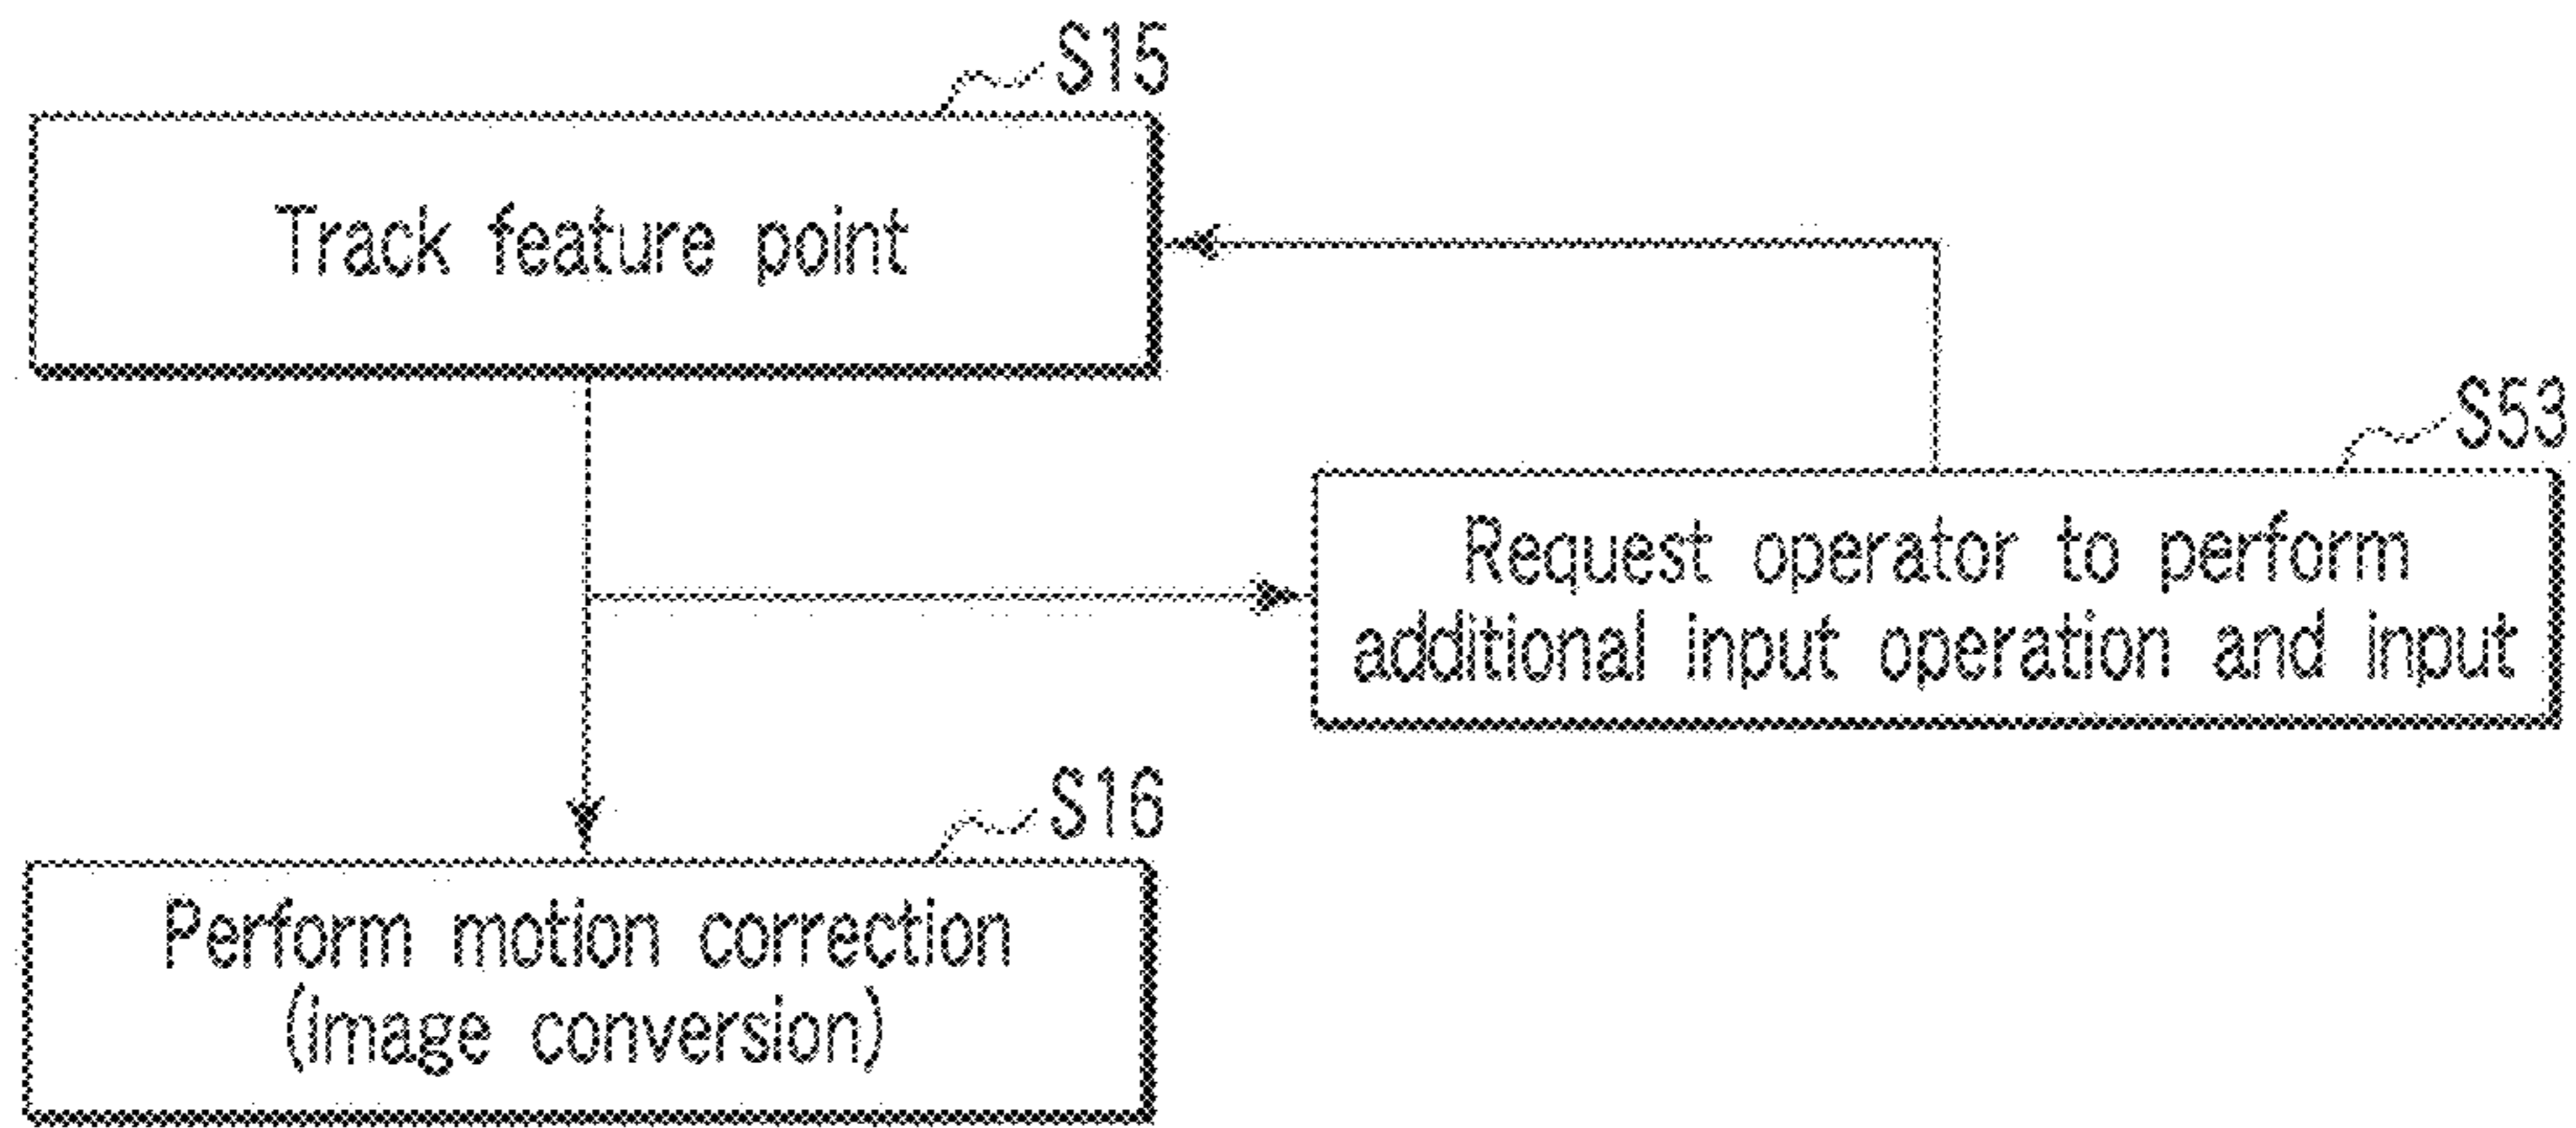 S15
Track feature point
S53
Request operator to perform
additional input operation and input
S16
Perform motion correction
(image conversion)